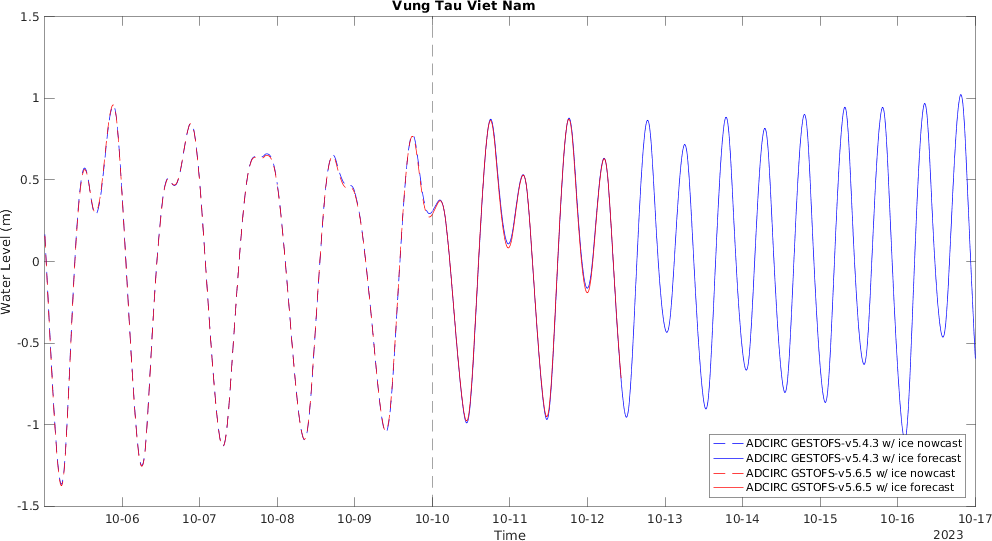 Vung Tau Viet Nam
1.5
1
0.5
0
-0.5
-1
-1.5
Water Level (m)
10-06 10-07 10-08 10-09 10-10 10-11 10-12 10-13 10-14 10-15 10-16 10-17
Time
2023
ADCIRC GESTOFS-v5.4.3 w/ ice nowcast
ADCIRC GESTOFS-v5.4.3 w/ ice forecast
ADCIRC GSTOFS-v5.6.5 w/ ice nowcast
ADCIRC GSTOFS-v5.6.5 w/ ice forecast